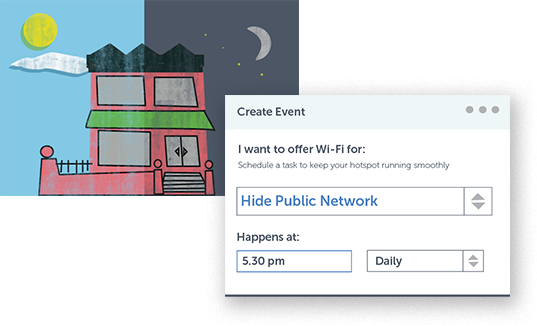 Create Event
I want to offer Wi-Fi for:
Schedule a task to keep your hotspot running smoothly
Hide Public Network
Happens at:
5.30 pm
Daily